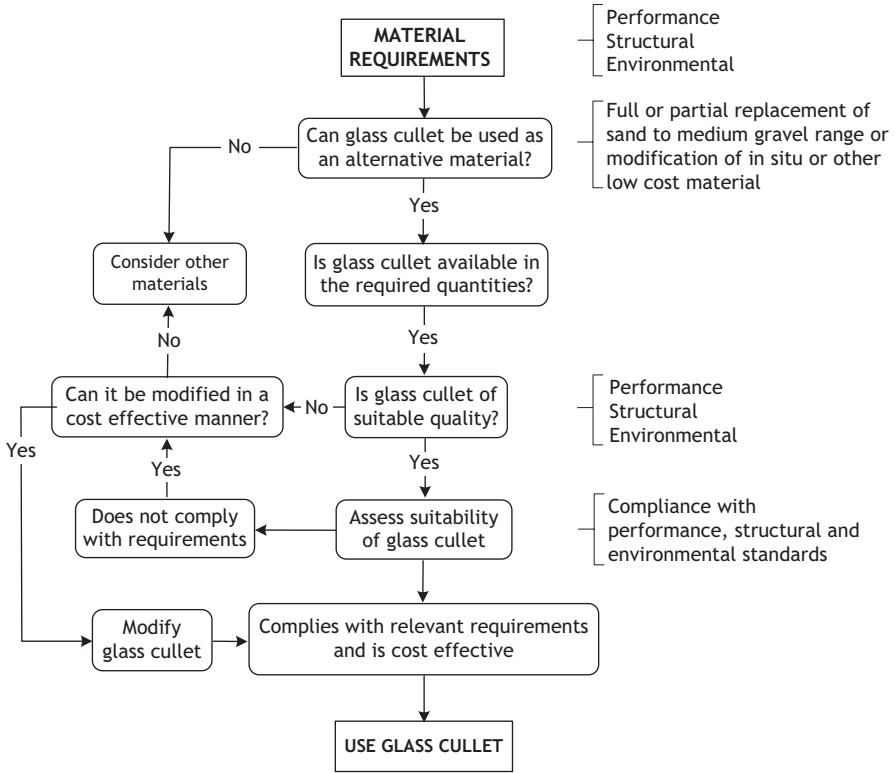 MATERIAL
REQUIREMENTS
Performance
Structural
Environmental
Can glass cullet be used as
an alternative material?
Full or partial replacement of
sand to medium gravel range or
modification of in situ or other
low cost material
No
Yes
Consider other
materials
Is glass cullet available in
the required quantities?
No
Yes
Can it be modified in a
cost effective manner?
No
Is glass cullet of
suitable quality?
Performance
Structural
Environmental
Yes
Yes
Yes
Does not comply
with requirements
Assess suitability
of glass cullet
Compliance with
performance, structural and
environmental standards
Modify
glass cullet
Complies with relevant requirements
and is cost effective
USE GLASS CULLET